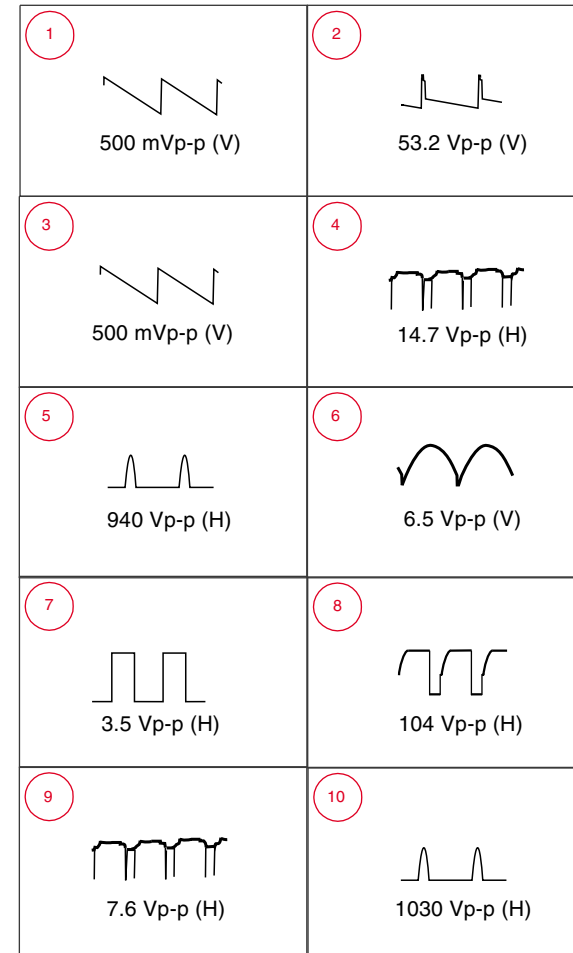 1
500 mVp-p (V)
2
53.2 Vp-p (V)
3
500 mVp-p (V)
4
14.7 Vp-p (H)
5
940 Vp-p (H)
6
6.5 Vp-p (V)
7
3.5 Vp-p (H)
8
104 Vp-p (H)
9
7.6 Vp-p (H)
10
1030 Vp-p (H)